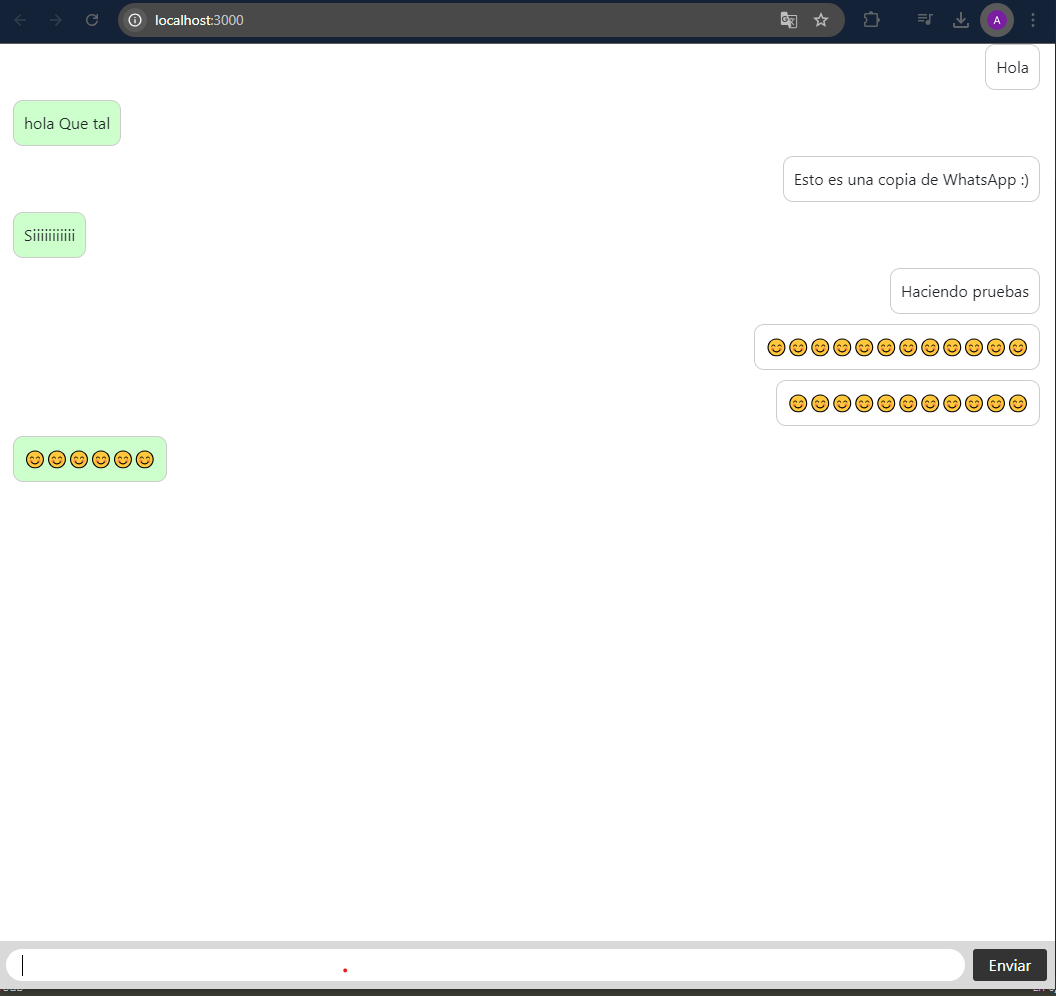 localhost:3000
A
Hola
hola Que tal
Esto es una copia de WhatsApp :)
Siiiiiiiiiii
Haciendo pruebas
😊😊😊😊😊😊😊😊😊😊😊😊
😊😊😊😊😊😊😊😊😊😊😊
😊😊😊😊😊😊
Enviar